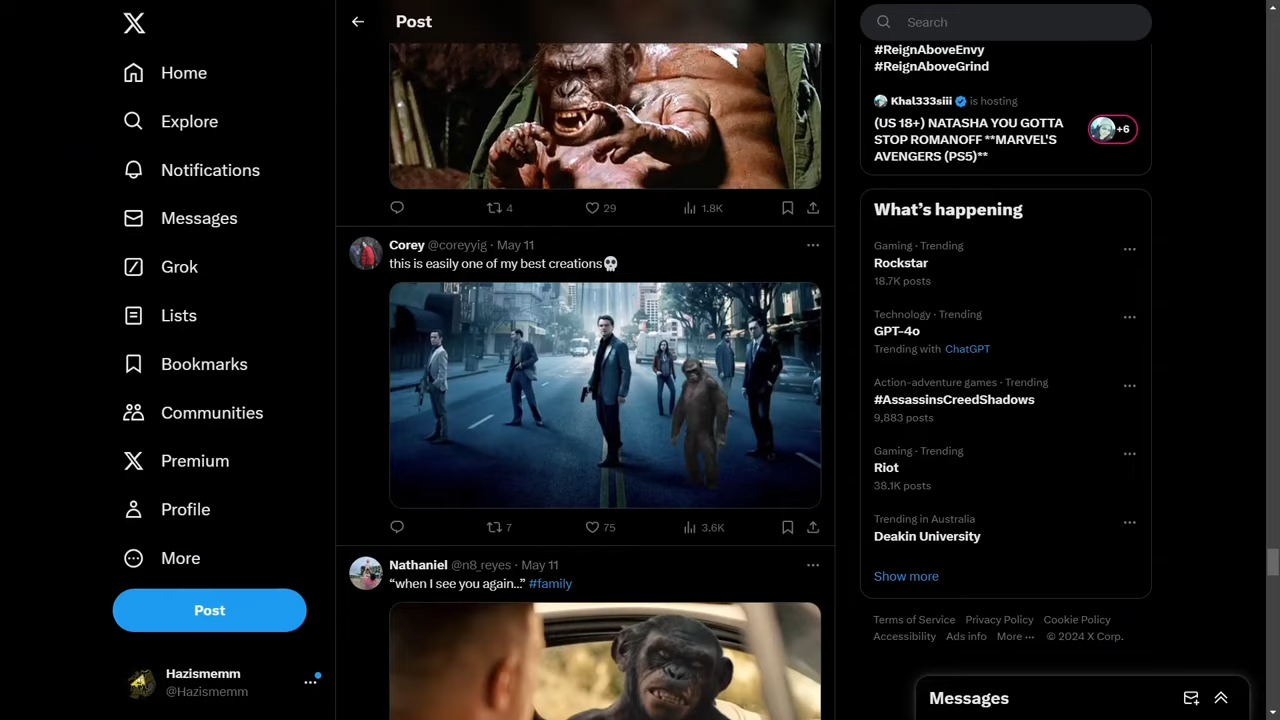 Home
Explore
Notifications
Messages
Grok
Lists
Bookmarks
Communities
Premium
Profile
More
Post
Hazismemm
@Hazismemm
Post
4
29
1.8K
Corey @coreyyig · May 11
this is easily one of my best creations💀
7
75
3.6K
Nathaniel @n8_reyes · May 11
“when I see you again...” #family
Search
#ReignAboveEnvy
#ReignAboveGrind
Khal333siii is hosting
(US 18+) NATASHA YOU GOTTA
STOP ROMANOFF **MARVEL'S
AVENGERS (PS5)**
+6
What’s happening
Gaming · Trending
Rockstar
18.7K posts
Technology · Trending
GPT-4o
Trending with ChatGPT
Action-adventure games · Trending
#AssassinsCreedShadows
9,883 posts
Gaming · Trending
Riot
38.1K posts
Trending in Australia
Deakin University
Show more
Terms of Service Privacy Policy Cookie Policy
Accessibility Ads info More ··· © 2024 X Corp.
Messages